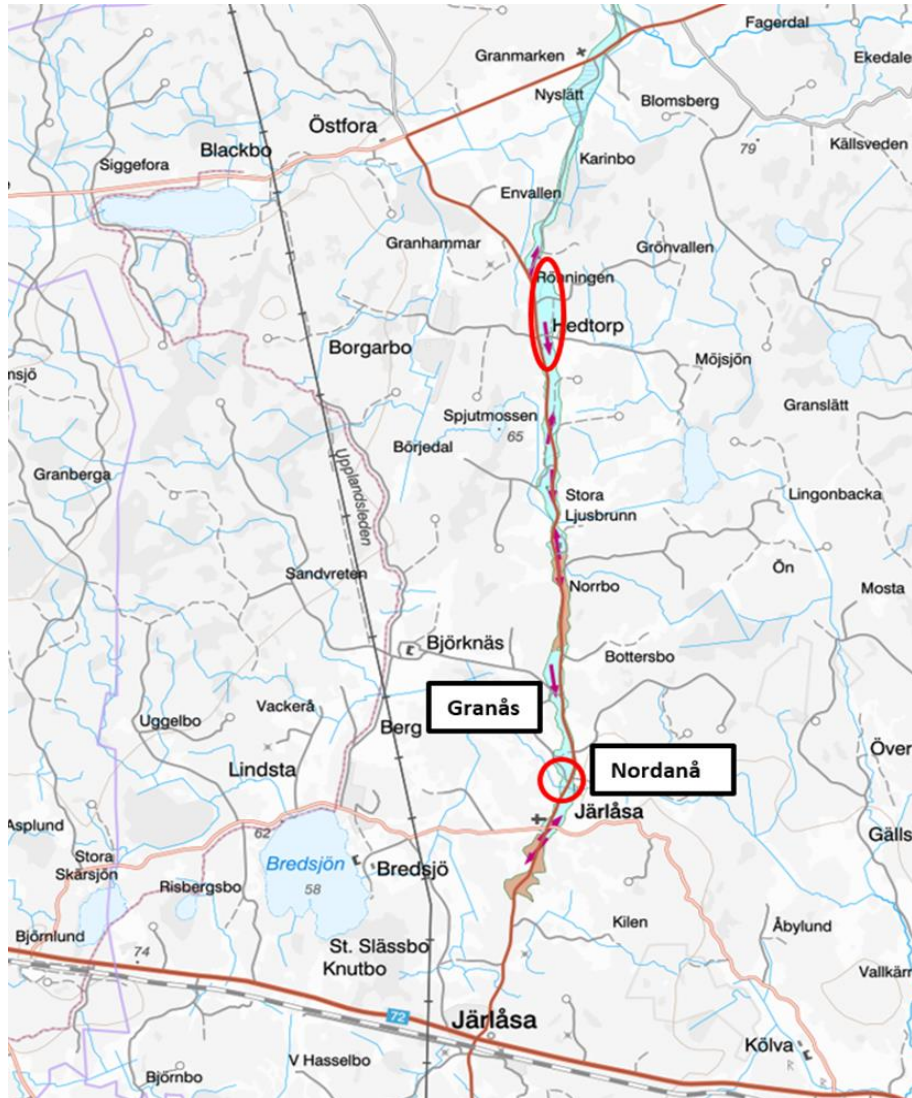 Fagerdal
Granmarken
Ekedale
Nyslätt
Blomsberg
Östfora
79
Källsveden
Blackbo
Siggefora
Karinbo
Envallen
Granhammar
Grönvallen
Rönningen
Hedtorp
Borgarbo
Möjsjön
nsjö
Granslätt
Spjutmossen
65
Börjedal
Upplandsleden
Granberga
Stora
Ljusbrunn
Lingonbacka
Ön
Sandvreten
Norrbo
Mosta
Björknäs
Bottersbo
Vackerå
Granås
Uggelbo
Berg
Över
Lindsta
Nordanå
Järlåsa
Asplund
62
Gälls
Stora
Skärsjön
Bredsjön
Bredsjö
Risbergsbo
58
Kilen
Åbylund
Björnlund
74
St. Slässbo
Knutbo
Vallkärr
72
Järlåsa
Kölva
V Hasselbo
Björnbo